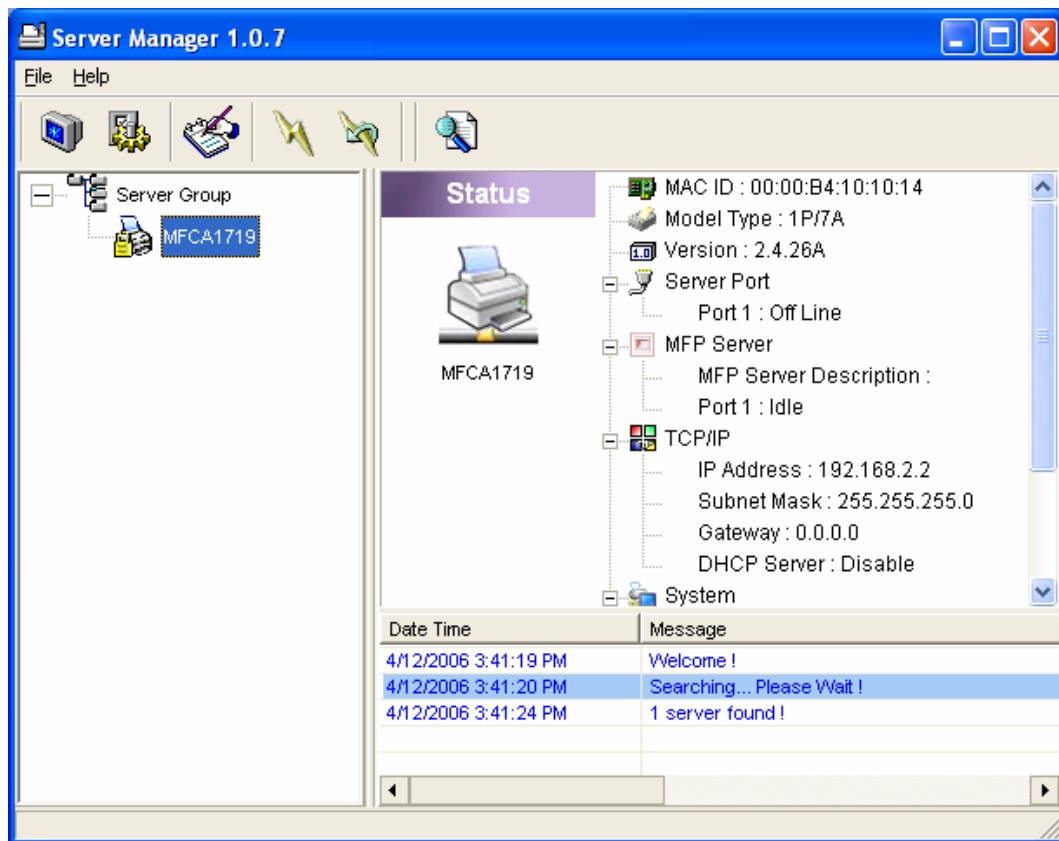 Server Manager 1.0.7
File Help
Server Group
MFCA1719
Status
MFCA1719
MAC ID : 00:00:B4:10:10:14
Model Type : 1P/7A
1.0 Version : 2.4.26A
Server Port
Port 1 : Off Line
MFP Server
MFP Server Description :
Port 1 : Idle
TCP/IP
IP Address : 192.168.2.2
Subnet Mask : 255.255.255.0
Gateway : 0.0.0.0
DHCP Server : Disable
System
Date Time Message
4/12/2006 3:41:19 PM Welcome !
4/12/2006 3:41:20 PM Searching... Please Wait !
4/12/2006 3:41:24 PM 1 server found !